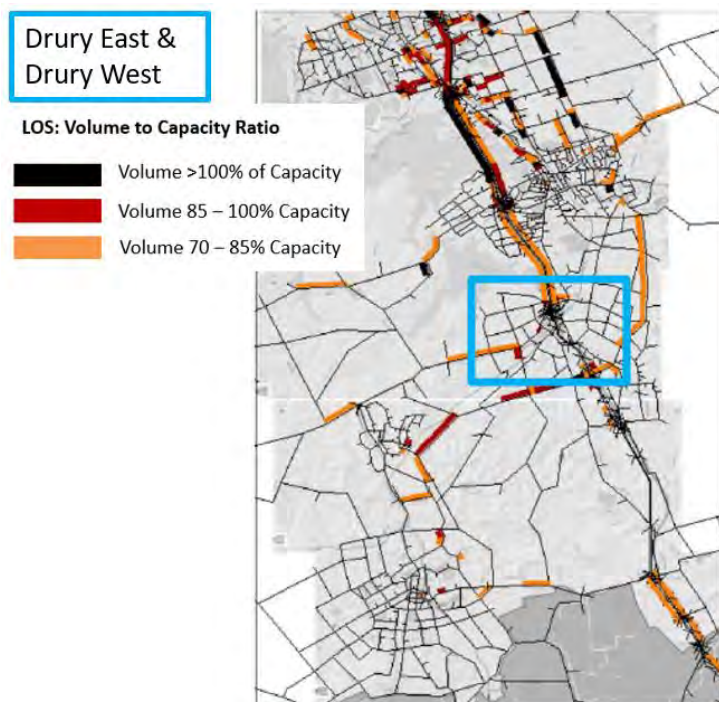 Drury East &
Drury West
LOS: Volume to Capacity Ratio
Volume >100% of Capacity
Volume 85 – 100% Capacity
Volume 70 – 85% Capacity